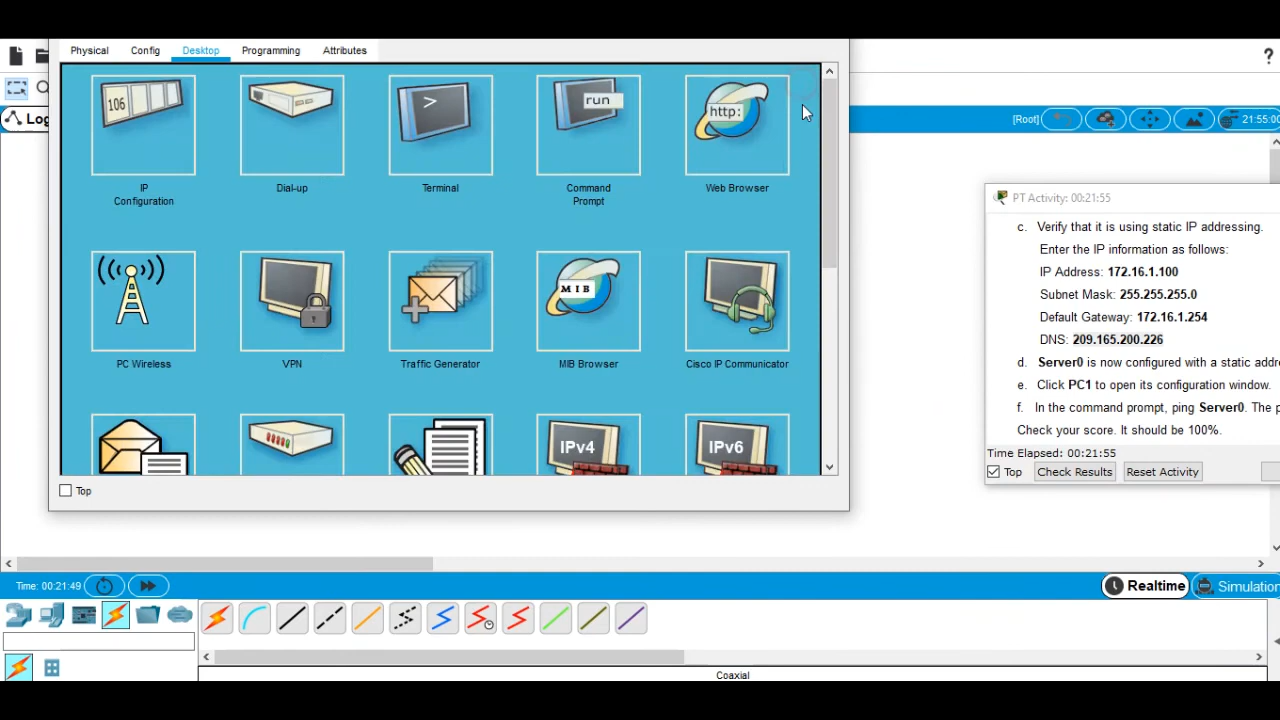 Physical Config Desktop Programming Attributes
?
Log
[Root]
21:55:00
106
>
run
http:
IP
Configuration
Dial-up
Terminal
Command
Prompt
Web Browser
MIB
PC Wireless
VPN
Traffic Generator
MIB Browser
Cisco IP Communicator
IPv4
IPv6
Top
PT Activity: 00:21:55
c. Verify that it is using static IP addressing.
Enter the IP information as follows:
IP Address: 172.16.1.100
Subnet Mask: 255.255.255.0
Default Gateway: 172.16.1.254
DNS: 209.165.200.226
d. Server0 is now configured with a static addre
e. Click PC1 to open its configuration window.
f. In the command prompt, ping Server0. The p
Check your score. It should be 100%.
Time Elapsed: 00:21:55
Top Check Results Reset Activity
Time: 00:21:49
Realtime
Simulation
Coaxial